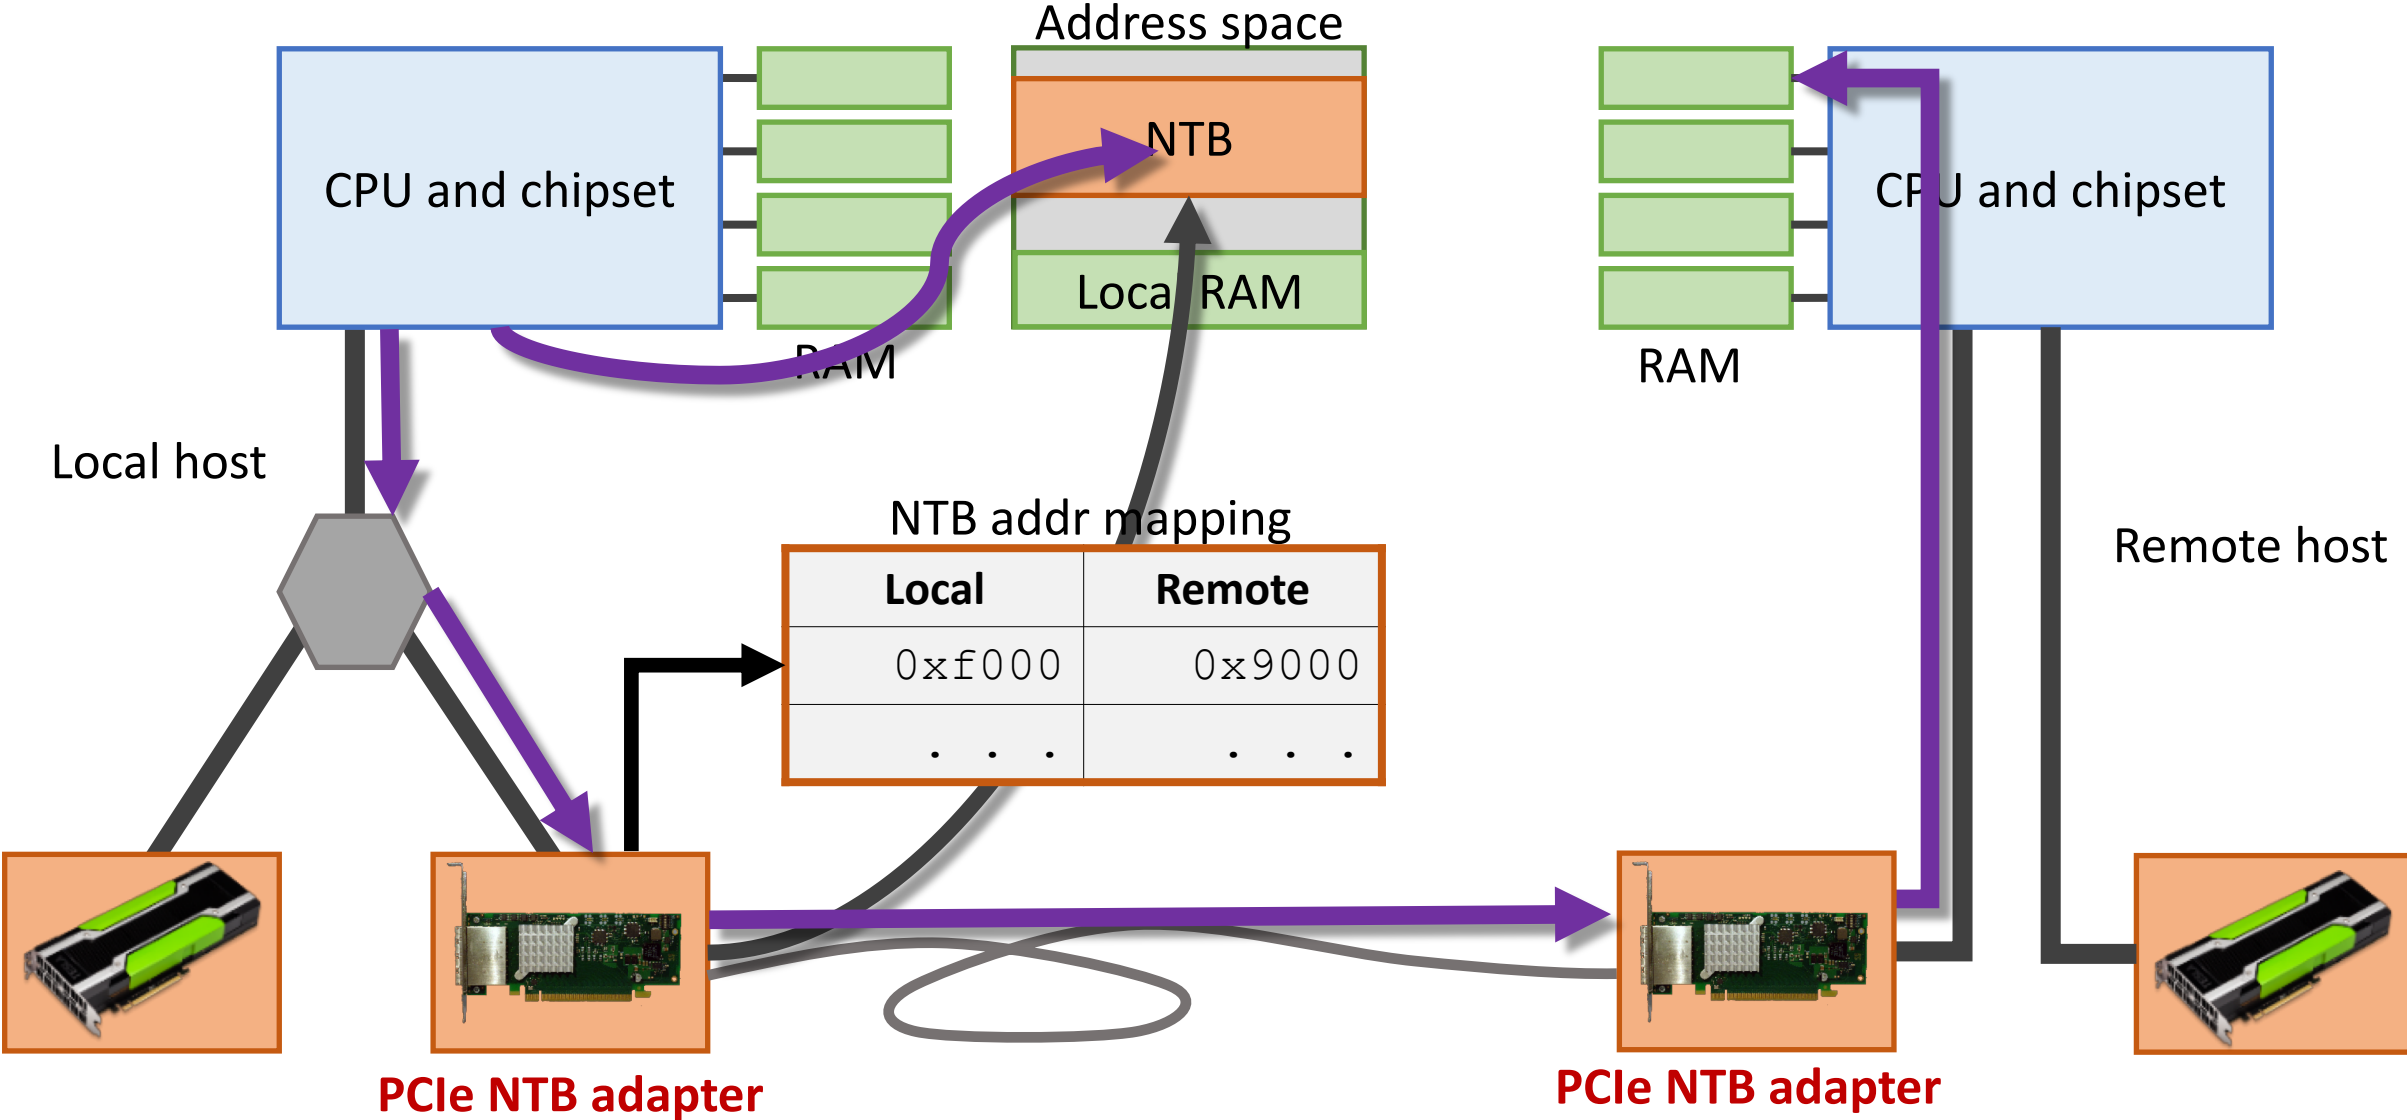 Address space
CPU and chipset
NTB
Local RAM
RAM
CPU and chipset
RAM
Local host
Remote host
NTB addr mapping
Local Remote
0xf000 0x9000
. . . . . .
PCIe NTB adapter
PCIe NTB adapter